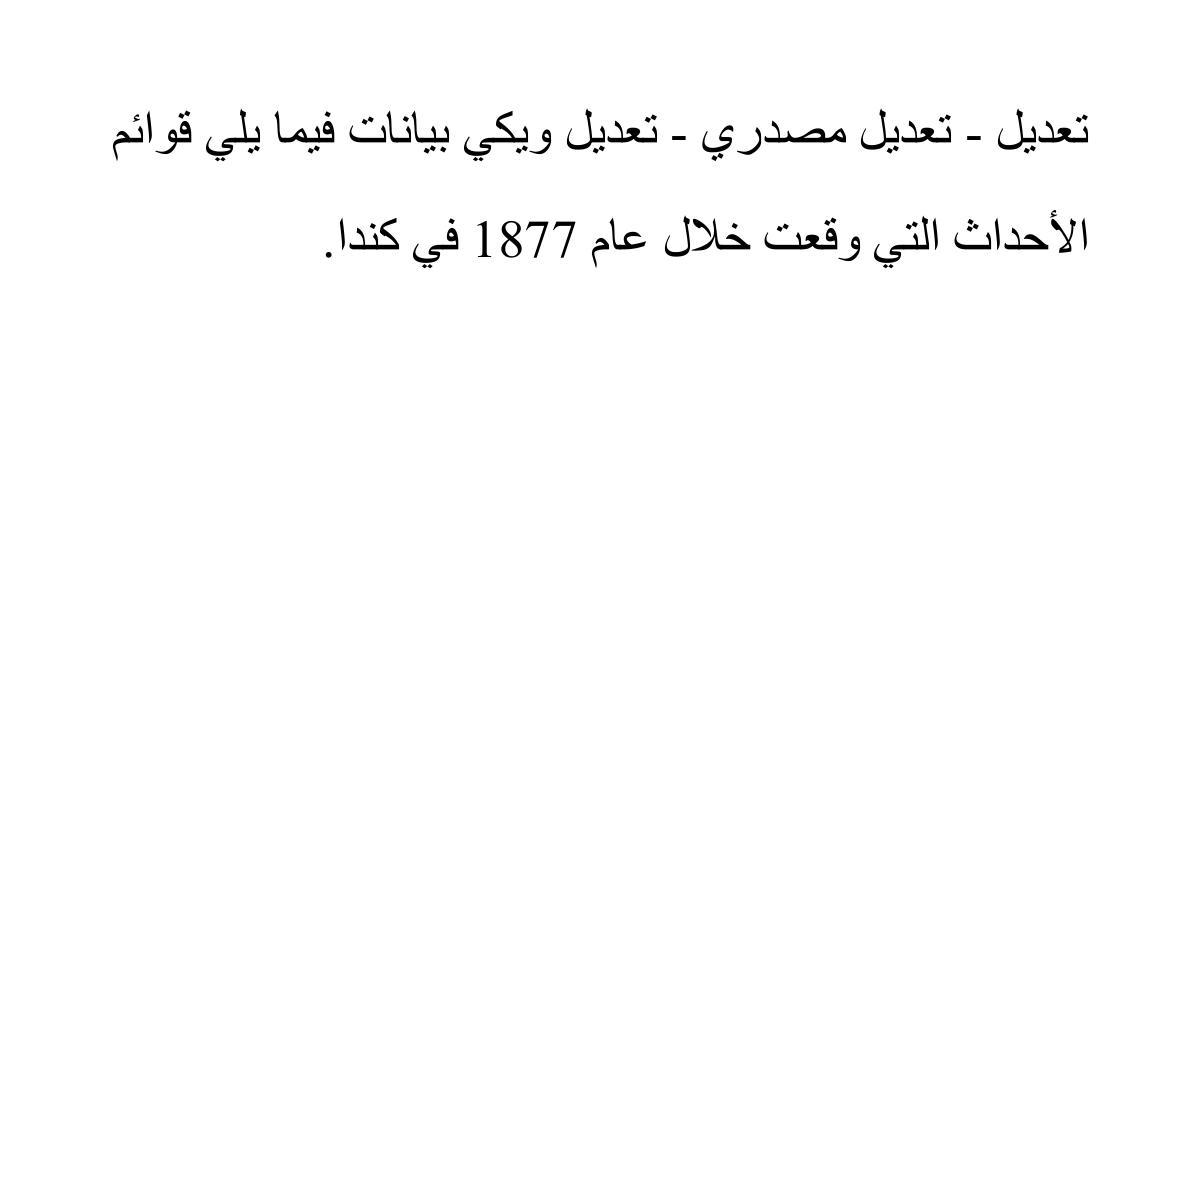 تعديل - تعديل مصدري - تعديل ويكي بيانات فيما يلي قوائم
الأحداث التي وقعت خلال عام 1877 في كندا.